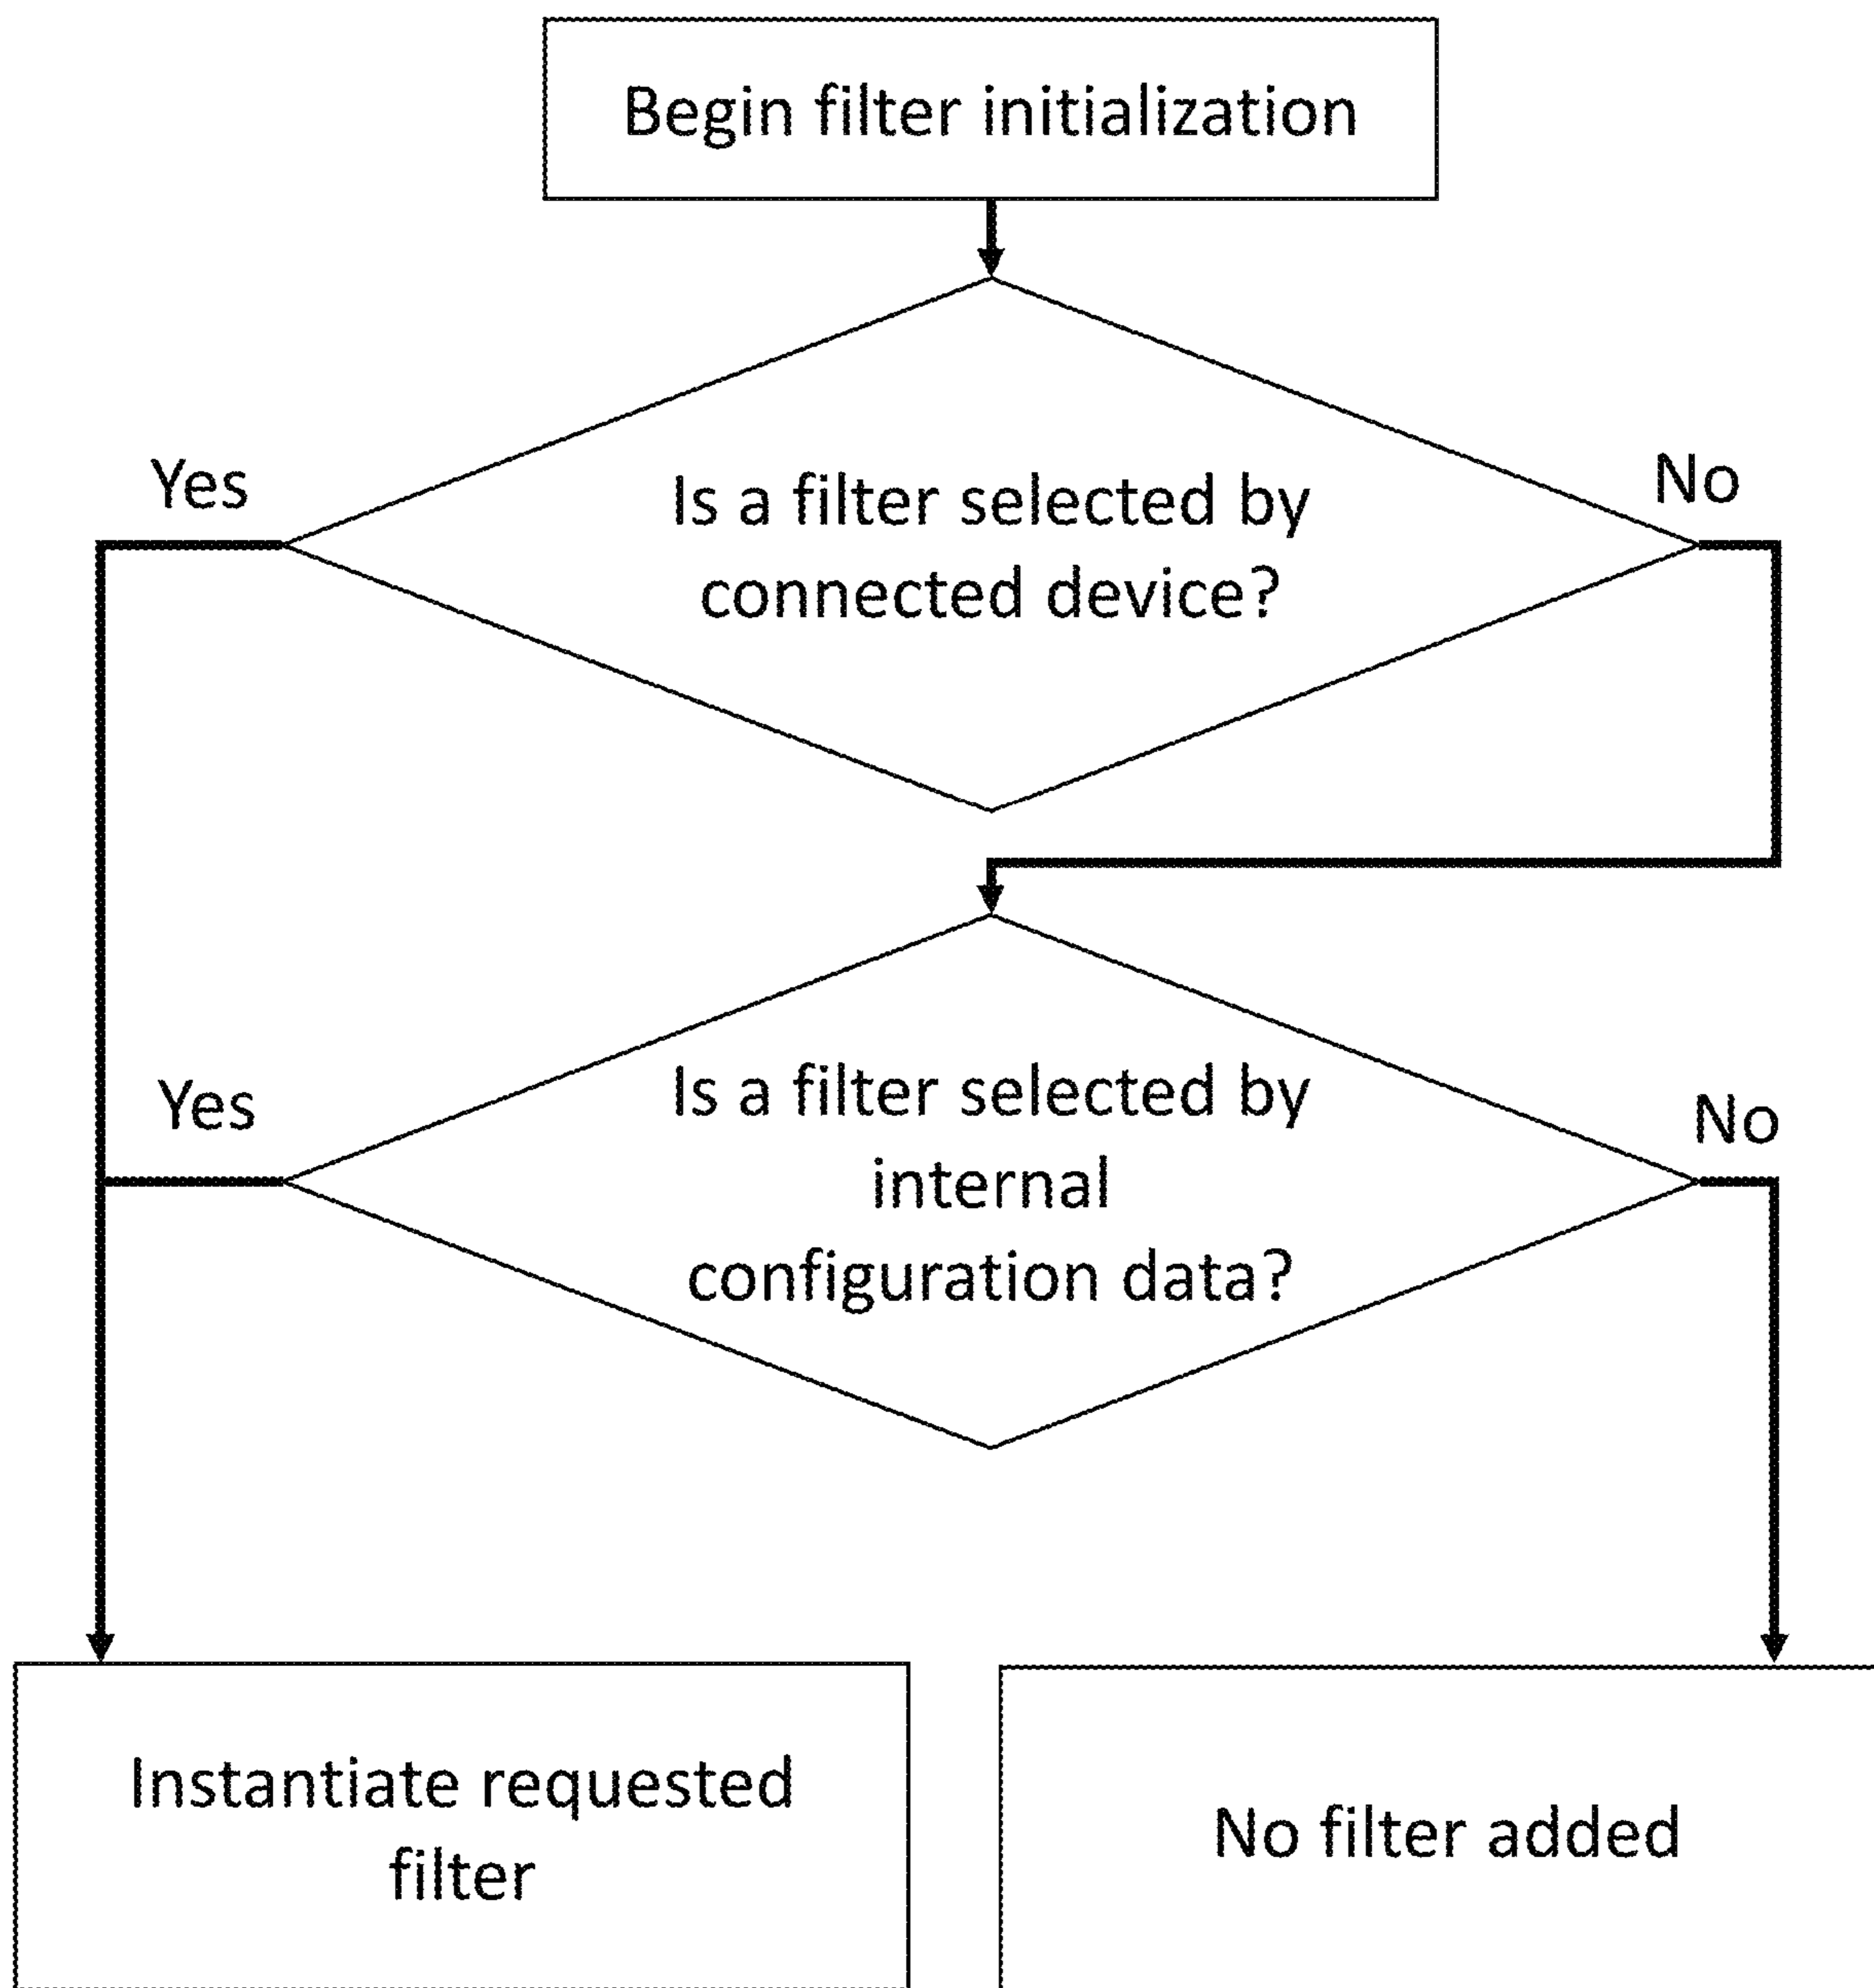 Begin filter initialization
Yes
No
Is a filter selected by
connected device?
Yes
No
Is a filter selected by
internal
configuration data?
Instantiate requested
filter
No filter added